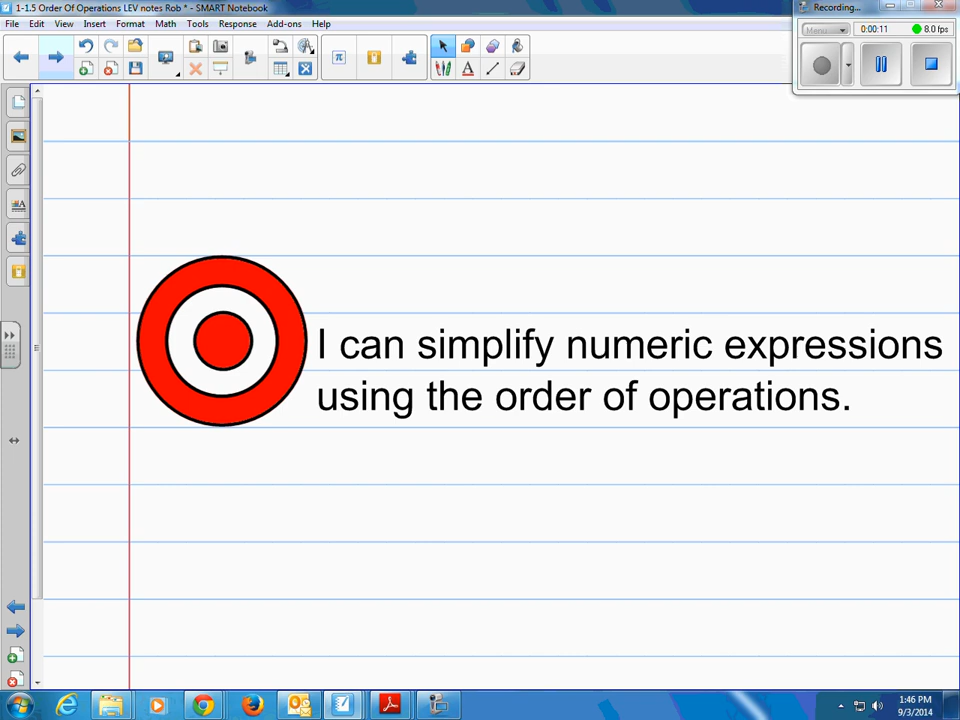 1-1.5 Order Of Operations LEV notes Rob * - SMART Notebook
File Edit View Insert Format Math Tools Response Add-ons Help
Recording...
Menu 0:00:11 8.0 fps
I can simplify numeric expressions
using the order of operations.
1:46 PM
9/3/2014